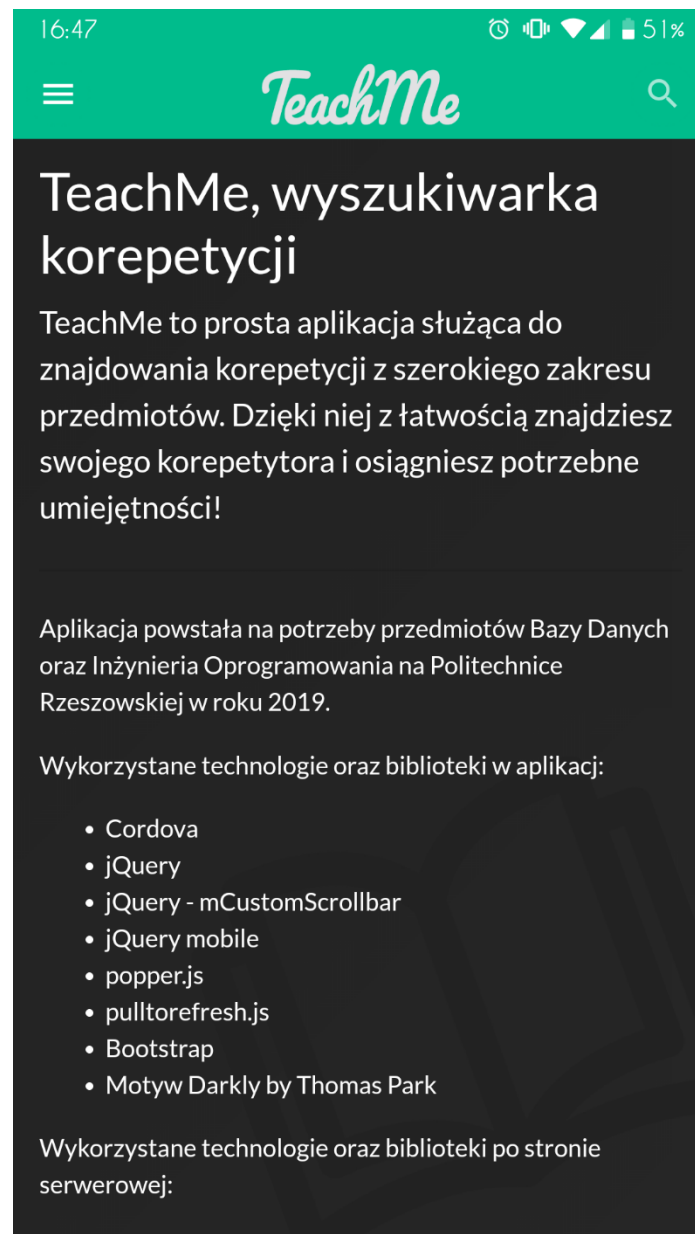 16:47
51%
TeachMe
TeachMe, wyszukiwarka
korepetycji
TeachMe to prosta aplikacja służąca do
znajdowania korepetycji z szerokiego zakresu
przedmiotów. Dzięki niej z łatwością znajdziesz
swojego korepetytora i osiągniesz potrzebne
umiejętności!
Aplikacja powstała na potrzeby przedmiotów Bazy Danych
oraz Inżynieria Oprogramowania na Politechnice
Rzeszowskiej w roku 2019.
Wykorzystane technologie oraz biblioteki w aplikacj:
• Cordova
• jQuery
• jQuery - mCustomScrollbar
• jQuery mobile
• popper.js
• pulltorefresh.js
• Bootstrap
• Motyw Darkly by Thomas Park
Wykorzystane technologie oraz biblioteki po stronie
serwerowej: